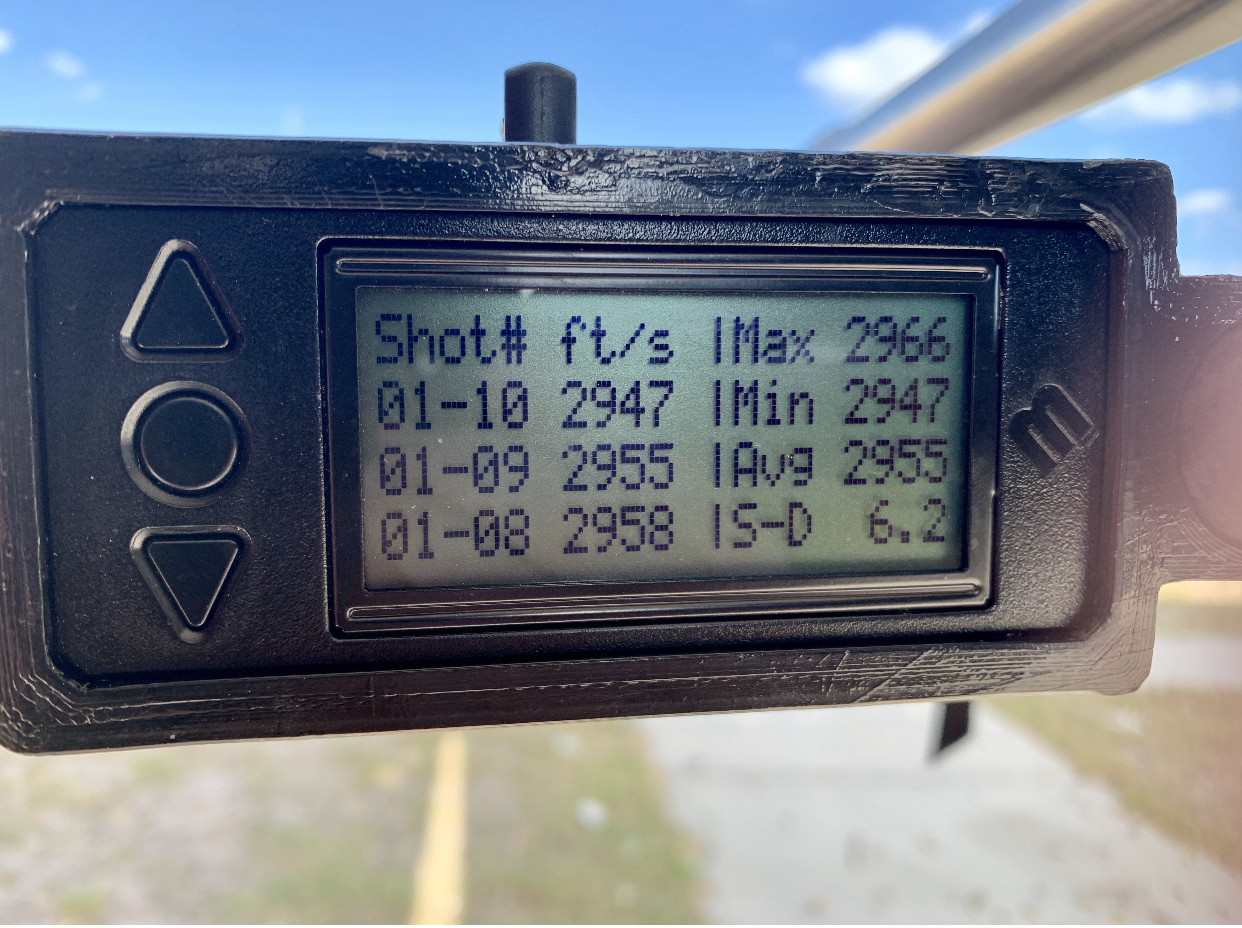 Shot# ft/s |Max 2966
01-10 2947 |Min 2947
01-09 2955 |Avg 2955
01-08 2958 |S-D 6.2